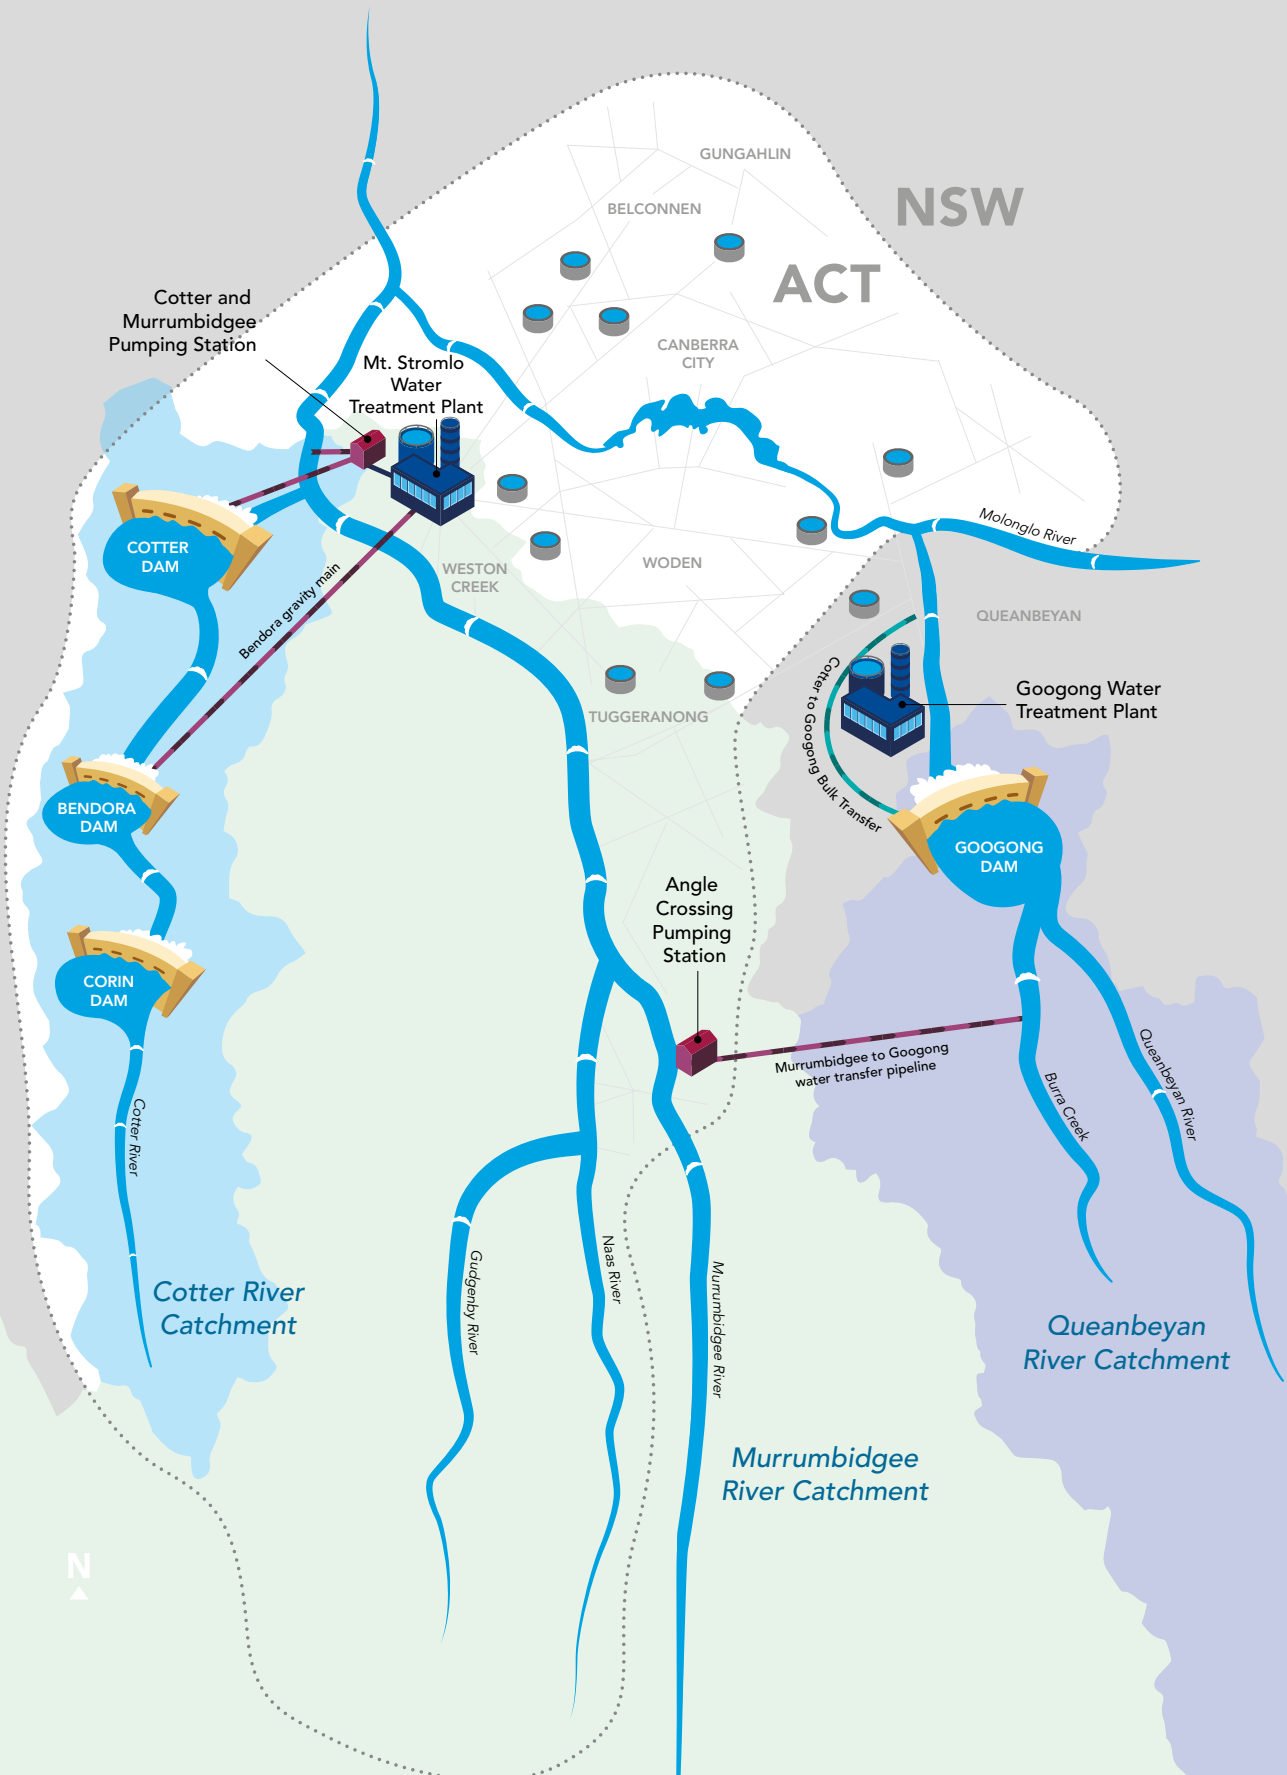 GUNGAHLIN
NSW
BELCONNEN
ACT
Cotter and
Murrumbidgee
Pumping Station
CANBERRA
CITY
Mt. Stromlo
Water
Treatment Plant
Molonglo River
COTTER
DAM
WESTON
CREEK
WODEN
Bendora gravity main
QUEANBEYAN
Cotter to Googong Bulk Transfer
Googong Water
Treatment Plant
TUGGERANONG
BENDORA
DAM
GOOGONG
DAM
Angle
Crossing
Pumping
Station
CORIN
DAM
Murrumbidgee to Googong
water transfer pipeline
Queanbeyan River
Burra Creek
Cotter River
Naas River
Gudgenby River
Murrumbidgee River
Cotter River
Catchment
Queanbeyan
River Catchment
Murrumbidgee
River Catchment
N